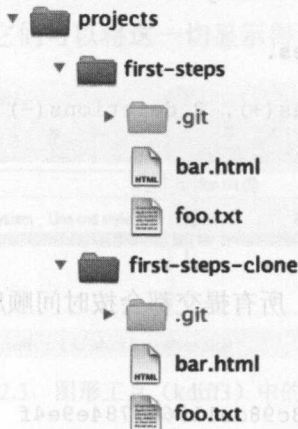 projects
first-steps
.git
bar.html
foo.txt
first-steps-clone
.git
bar.html
foo.txt